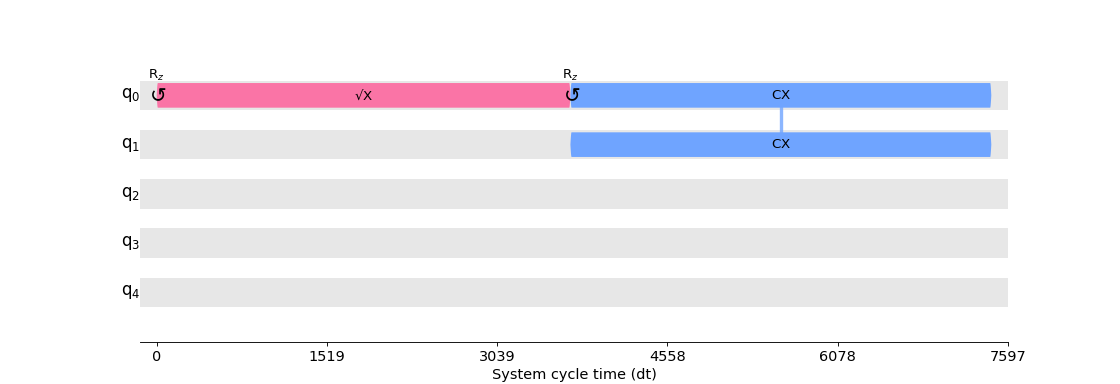 R_z R_z
q_0 √X CX
q_1 CX
q_2
q_3
q_4
0 1519 3039 4558 6078 7597
System cycle time (dt)